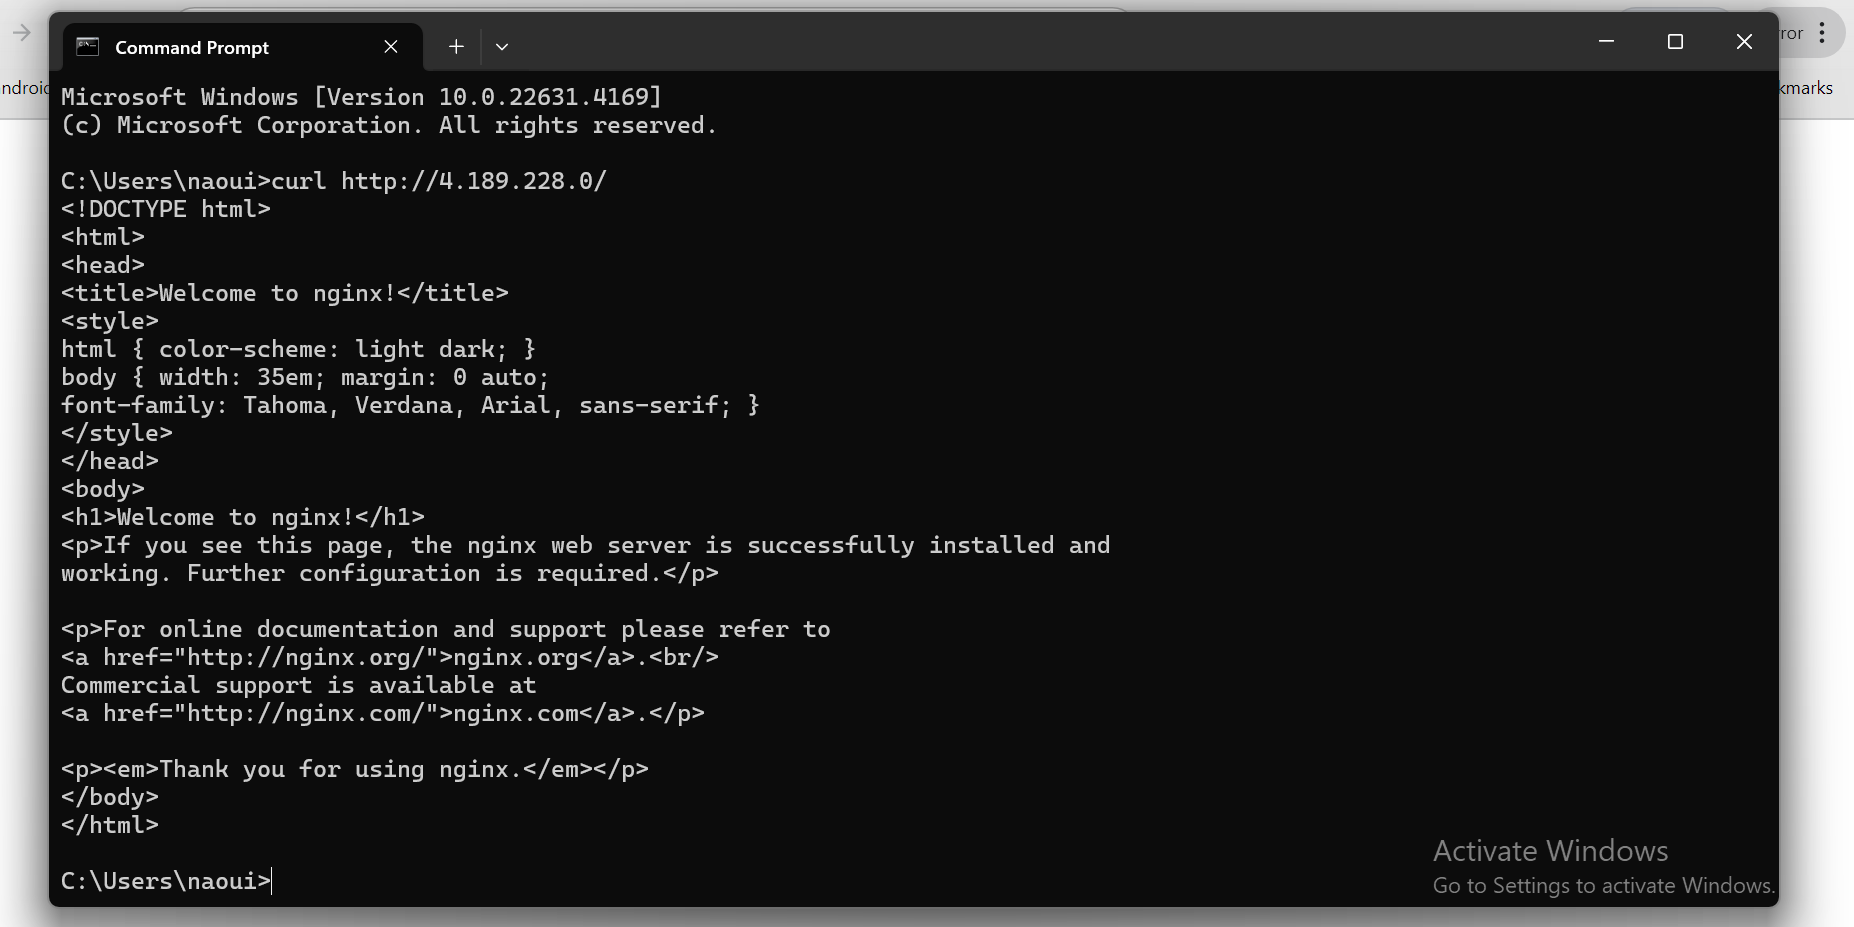 Command Prompt
ror
ndroid
kmarks
Microsoft Windows [Version 10.0.22631.4169]
(c) Microsoft Corporation. All rights reserved.
C:\Users\naoui>curl http://4.189.228.0/
<!DOCTYPE html>
<html>
<head>
<title>Welcome to nginx!</title>
<style>
html { color-scheme: light dark; }
body { width: 35em; margin: 0 auto;
font-family: Tahoma, Verdana, Arial, sans-serif; }
</style>
</head>
<body>
<h1>Welcome to nginx!</h1>
<p>If you see this page, the nginx web server is successfully installed and
working. Further configuration is required.</p>
<p>For online documentation and support please refer to
<a href="http://nginx.org/">nginx.org</a>.<br/>
Commercial support is available at
<a href="http://nginx.com/">nginx.com</a>.</p>
<p><em>Thank you for using nginx.</em></p>
</body>
</html>
C:\Users\naoui>
Activate Windows
Go to Settings to activate Windows.